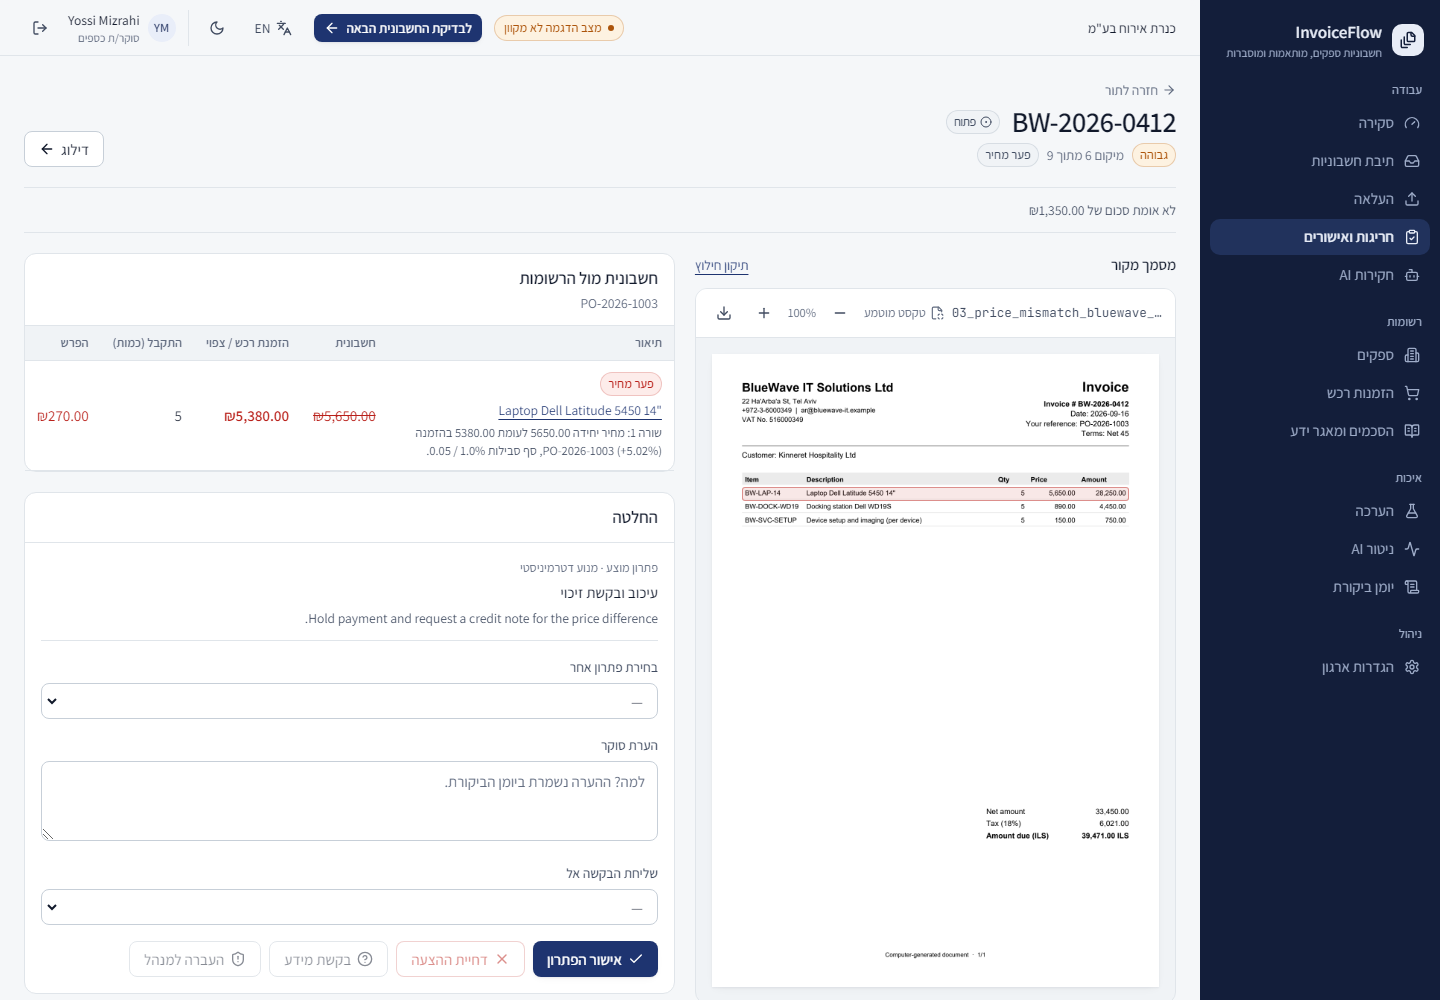 InvoiceFlow
חשבוניות ספקים, מותאמות ומוסברות
עבודה
סקירה
תיבת חשבוניות
העלאה
חריגות ואישורים
חקירות AI
רשומות
ספקים
הזמנות רכש
הסכמים ומאגר ידע
איכות
הערכה
ניטור AI
יומן ביקורת
ניהול
הגדרות ארגון
כנרת אירוח בע"מ
מצב הדגמה לא מקוון
לבדיקת החשבונית הבאה
EN
YM
Yossi Mizrahi
סוקר/ת כספים
חזרה לתור
BW-2026-0412
פתוח
גבוהה
מיקום 6 מתוך 9
פער מחיר
דילוג
לא אומת סכום של ₪1,350.00
מסמך מקור
תיקון חילוץ
03_price_mismatch_bluewave_…
טקסט מוטמע
100%
BlueWave IT Solutions Ltd
22 Ha'Arba'a St, Tel Aviv
+972-3-6000349 | ar@bluewave-it.example
VAT No. 516000349
Invoice
Invoice # BW-2026-0412
Date: 2026-09-16
Your reference: PO-2026-1003
Terms: Net 45
Customer: Kinneret Hospitality Ltd
Item Description Qty Price Amount
BW-LAP-14 Laptop Dell Latitude 5450 14" 5 5,650.00 28,250.00
BW-DOCK-WD19 Docking station Dell WD19S 5 890.00 4,450.00
BW-SVC-SETUP Device setup and imaging (per device) 5 150.00 750.00
Net amount 33,450.00
Tax (18%) 6,021.00
Amount due (ILS) 39,471.00 ILS
Computer-generated document · 1/1
חשבונית מול הרשומות
PO-2026-1003
תיאור חשבונית הזמנת רכש / צפוי התקבל (כמות) הפרש
פער מחיר
Laptop Dell Latitude 5450 14"
₪5,650.00 ₪5,380.00 5 ₪270.00
שורה 1: מחיר יחידה 5650.00 לעומת 5380.00 בהזמנה
PO-2026-1003 (+5.02%), סף סבילות 1.0% / 0.05.
החלטה
פתרון מוצע · מנוע דטרמיניסטי
עיכוב ובקשת זיכוי
Hold payment and request a credit note for the price difference.
בחירת פתרון אחר
—
הערת סוקר
למה? ההערה נשמרת ביומן הביקורת.
שליחת הבקשה אל
—
אישור הפתרון
דחיית ההצעה
בקשת מידע
העברה למנהל